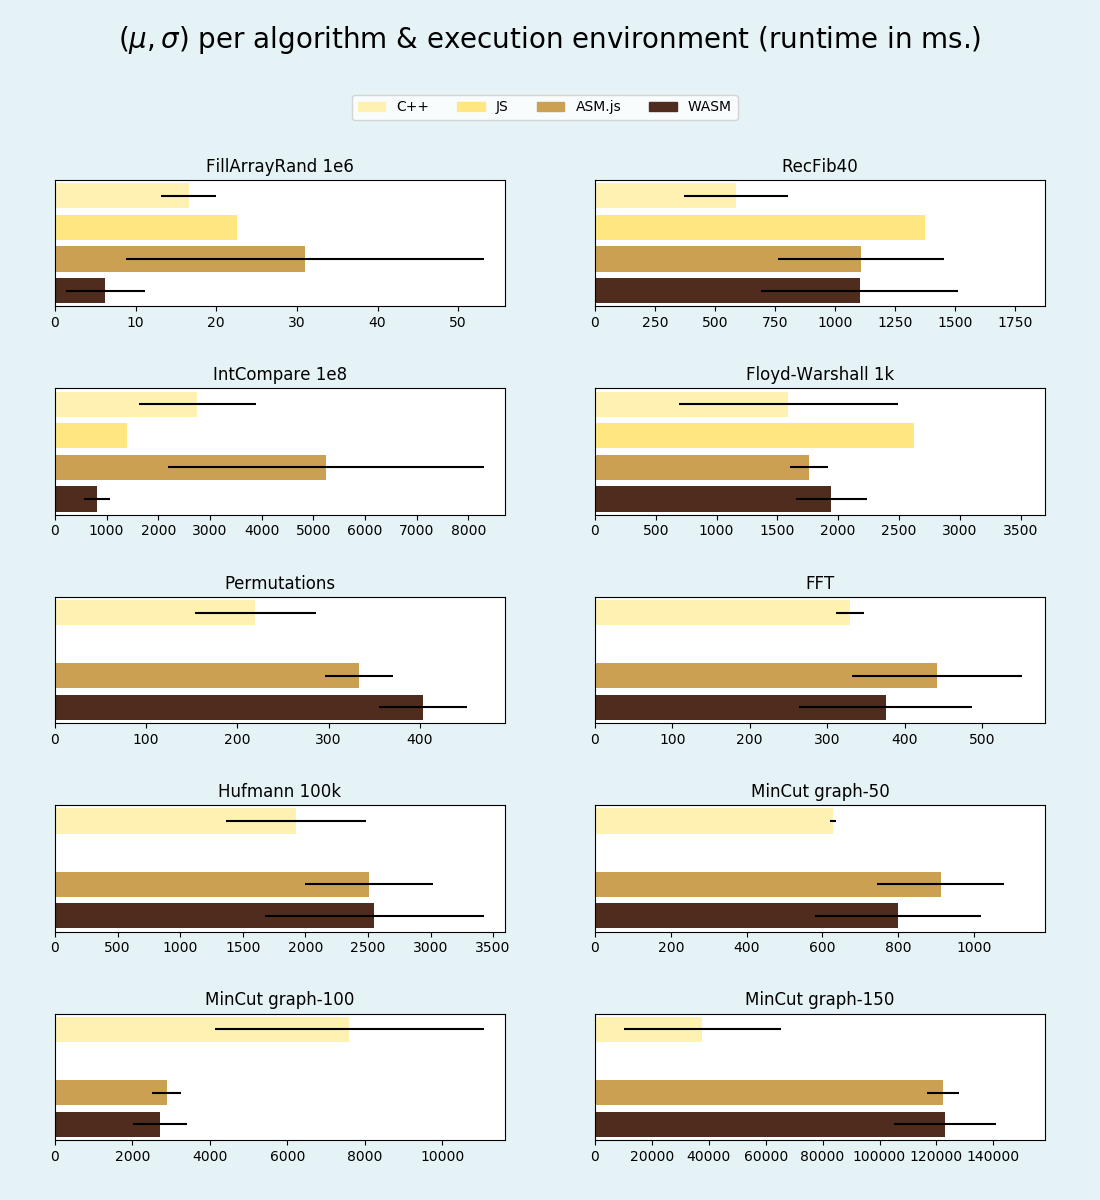 (μ, σ) per algorithm & execution environment (runtime in ms.)
C++ JS ASM.js WASM
FillArrayRand 1e6
0 10 20 30 40 50
RecFib40
0 250 500 750 1000 1250 1500 1750
IntCompare 1e8
0 1000 2000 3000 4000 5000 6000 7000 8000
Floyd-Warshall 1k
0 500 1000 1500 2000 2500 3000 3500
Permutations
0 100 200 300 400
FFT
0 100 200 300 400 500
Hufmann 100k
0 500 1000 1500 2000 2500 3000 3500
MinCut graph-50
0 200 400 600 800 1000
MinCut graph-100
0 2000 4000 6000 8000 10000
MinCut graph-150
0 20000 40000 60000 80000 100000 120000 140000